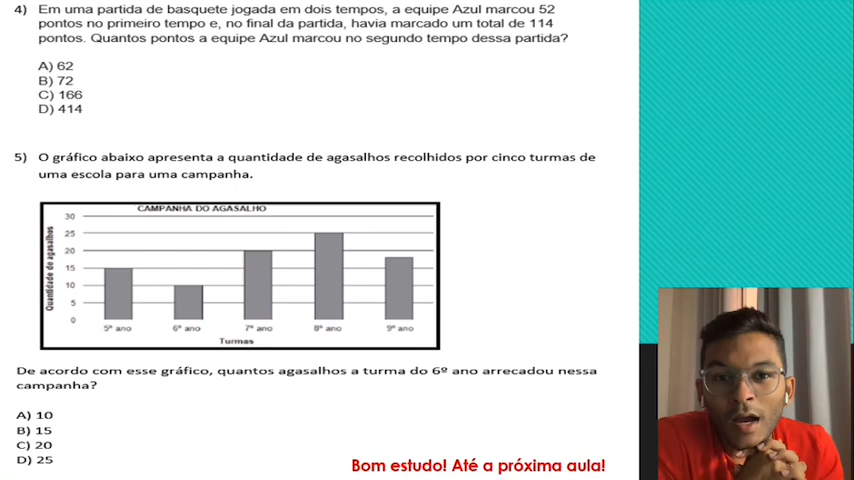 4) Em uma partida de basquete jogada em dois tempos, a equipe Azul marcou 52
pontos no primeiro tempo e, no final da partida, havia marcado um total de 114
pontos. Quantos pontos a equipe Azul marcou no segundo tempo dessa partida?
A) 62
B) 72
C) 166
D) 414
5) O gráfico abaixo apresenta a quantidade de agasalhos recolhidos por cinco turmas de
uma escola para uma campanha.
CAMPANHA DO AGASALHO
Quantidade de agasalhos
30
25
20
15
10
5
0
5º ano 6º ano 7º ano 8º ano 9º ano
Turmas
De acordo com esse gráfico, quantos agasalhos a turma do 6º ano arrecadou nessa
campanha?
A) 10
B) 15
C) 20
D) 25
Bom estudo! Até a próxima aula!